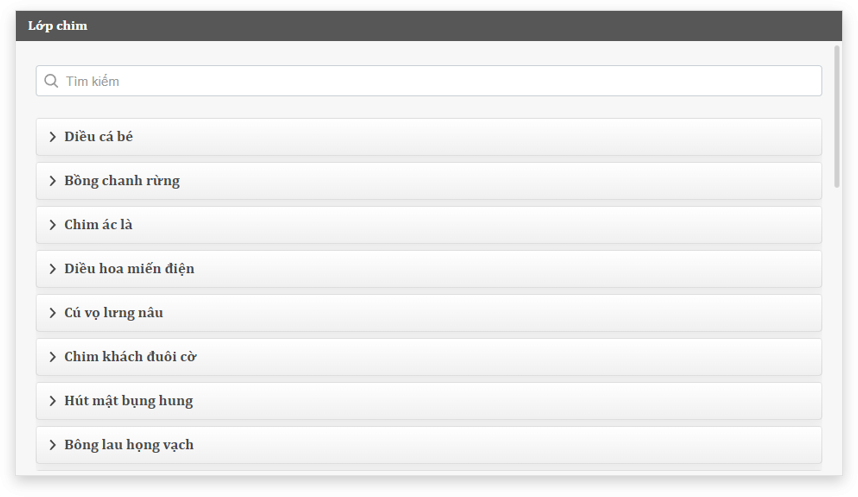 Lớp chim
Tìm kiếm
Diều cá bé
Bồng chanh rừng
Chim ác là
Diều hoa miến điện
Cú vọ lưng nâu
Chim khách đuôi cờ
Hút mật bụng hung
Bông lau họng vạch